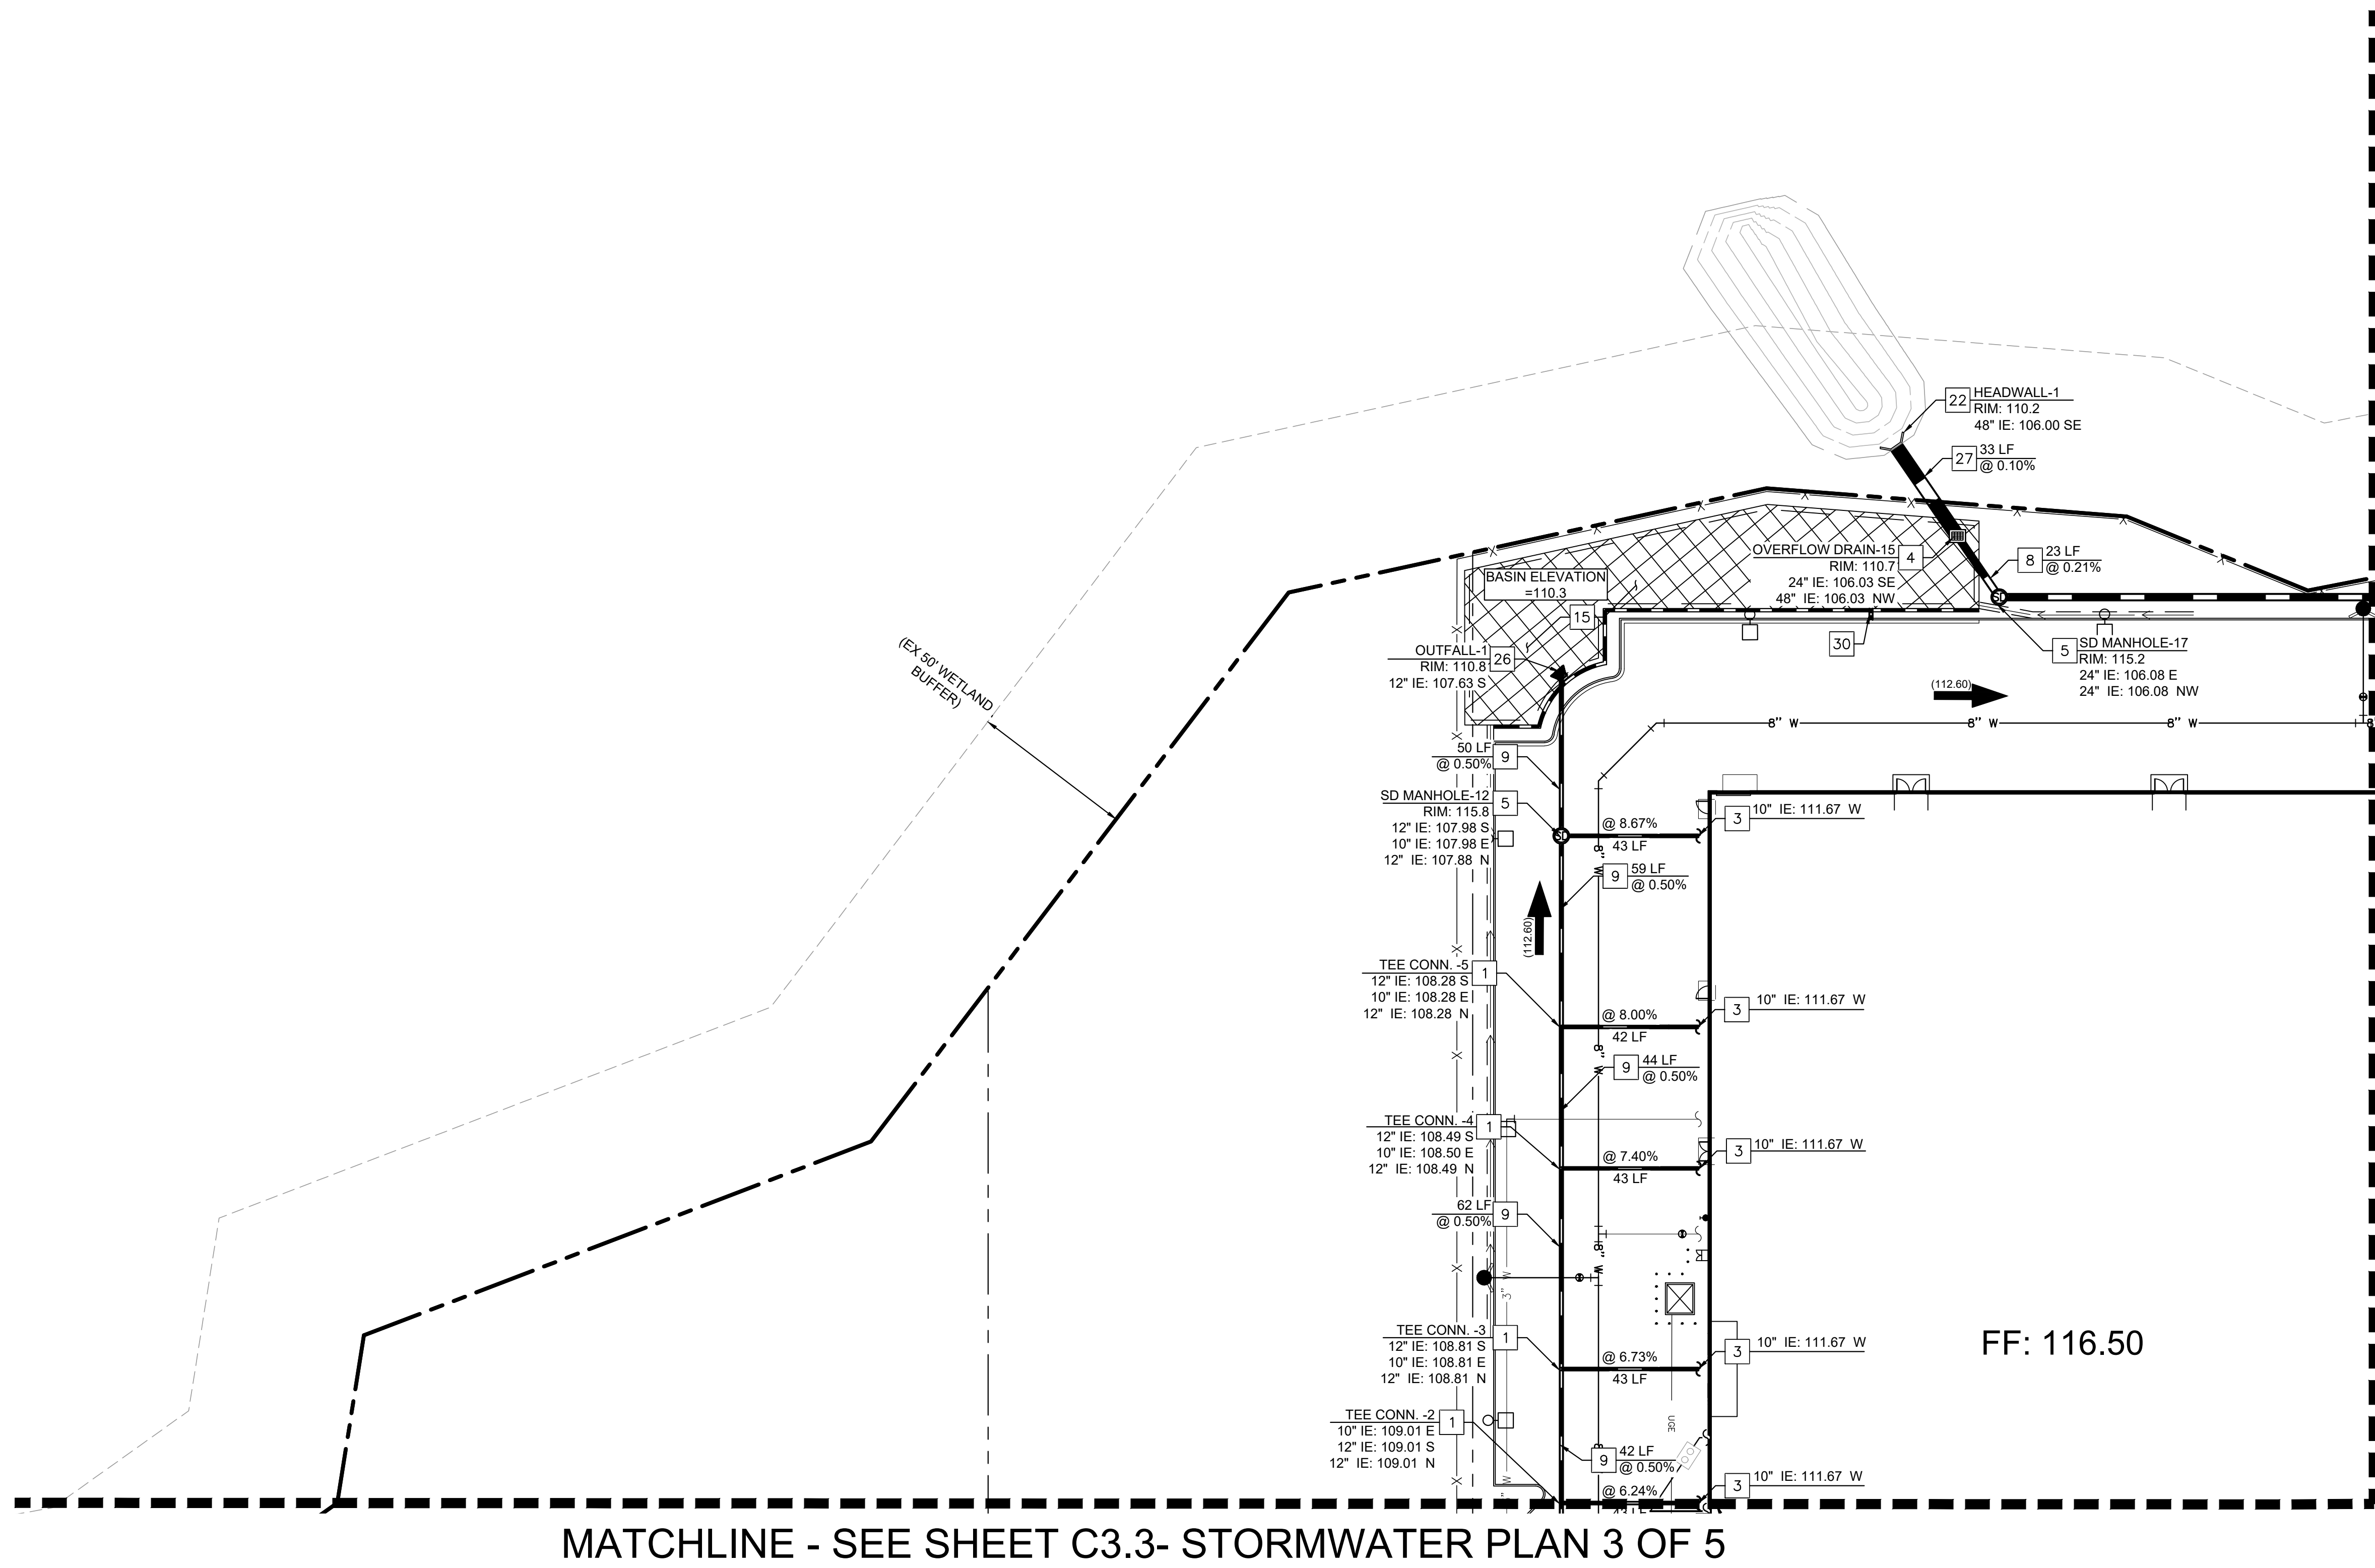 22
HEADWALL-1
RIM: 110.2
48" IE: 106.00 SE
27
33 LF
@ 0.10%
OVERFLOW DRAIN-15
4
RIM: 110.7
24" IE: 106.03 SE
48"  IE: 106.03  NW
8
23 LF
@ 0.21%
BASIN ELEVATION
=110.3
15
SD
30
OUTFALL-1
26
RIM: 110.8
12" IE: 107.63 S
5
SD MANHOLE-17
RIM: 115.2
24" IE: 106.08 E
24"  IE: 106.08  NW
(EX 50' WETLAND
BUFFER)
(112.60)
8" W
8" W
8" W
50 LF
9
@ 0.50%
SD MANHOLE-12
5
RIM: 115.8
12" IE: 107.98 S
10" IE: 107.98 E
12"  IE: 107.88  N
SD
@ 8.67%
43 LF
3
10"  IE: 111.67  W
8" W
9
59 LF
@ 0.50%
(112.60)
TEE CONN. -5
1
12" IE: 108.28 S
10" IE: 108.28 E
12"  IE: 108.28  N
@ 8.00%
42 LF
3
10"  IE: 111.67  W
8" W
9
44 LF
@ 0.50%
TEE CONN. -4
1
12" IE: 108.49 S
10" IE: 108.50 E
12"  IE: 108.49  N
@ 7.40%
43 LF
3
10"  IE: 111.67  W
62 LF
9
@ 0.50%
8" W
3" W
TEE CONN. -3
1
12" IE: 108.81 S
10" IE: 108.81 E
12"  IE: 108.81  N
@ 6.73%
43 LF
3
10"  IE: 111.67  W
FF: 116.50
UGE
TEE CONN. -2
1
10" IE: 109.01 E
12" IE: 109.01 S
12"  IE: 109.01  N
9
42 LF
@ 0.50%
@ 6.24%
3
10"  IE: 111.67  W
MATCHLINE - SEE SHEET C3.3- STORMWATER PLAN 3 OF 5